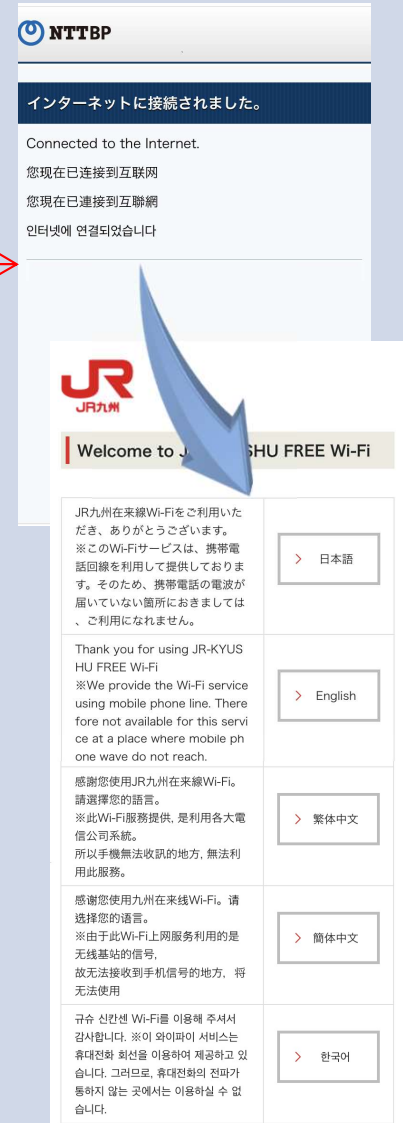 NTTBP
インターネットに接続されました。
Connected to the Internet.
您现在已连接到互联网
您現在已連接到互聯網
인터넷에 연결되었습니다
JR
JR九州
Welcome to J SHU FREE Wi-Fi
JR九州在来線Wi-Fiをご利用いた
だき、ありがとうございます。
※このWi-Fiサービスは、携帯電
話回線を利用して提供しておりま
す。そのため、携帯電話の電波が
届いていない箇所におきましては
、ご利用になれません。
日本語
Thank you for using JR-KYUS
HU FREE Wi-Fi
※We provide the Wi-Fi service
using mobile phone line. There
fore not available for this servi
ce at a place where mobile ph
one wave do not reach.
English
感謝您使用JR九州在来線Wi-Fi。
請選擇您的語言。
※此Wi-Fi服務提供, 是利用各大電
信公司系統。
所以手機無法收訊的地方, 無法利
用此服務。
繁体中文
感谢您使用九州在来线Wi-Fi。请
选择您的语言。
※由于此Wi-Fi上网服务利用的是
无线基站的信号,
故无法接收到手机信号的地方, 将
无法使用
簡体中文
규슈 신칸센 Wi-Fi를 이용해 주셔서
감사합니다. ※이 와이파이 서비스는
휴대전화 회선을 이용하여 제공하고 있
습니다. 그러므로, 휴대전화의 전파가
통하지 않는 곳에서는 이용하실 수 없
습니다.
한국어